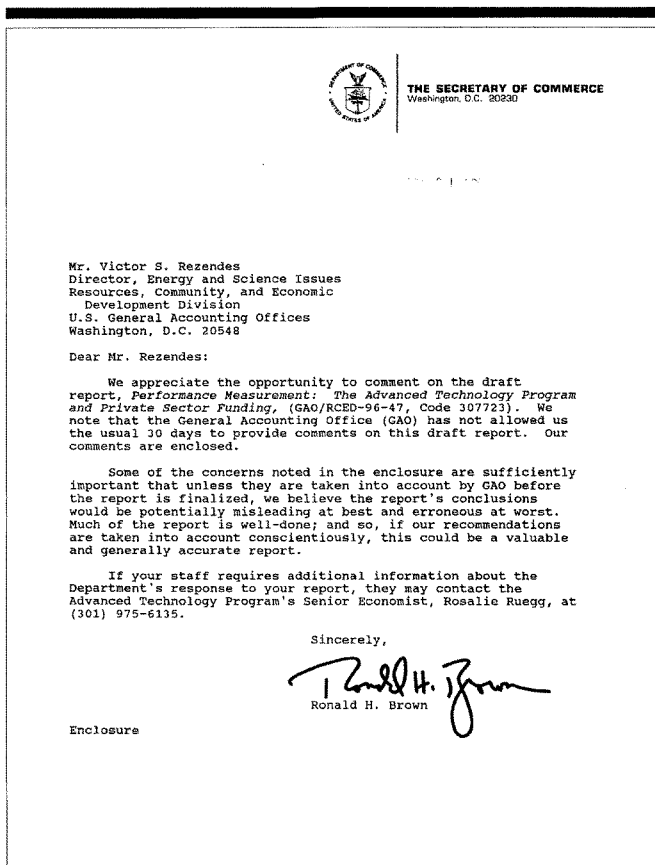 DEPARTMENT OF COMMERCE
UNITED STATES OF AMERICA
THE SECRETARY OF COMMERCE
Washington, D.C. 20230
Mr. Victor S. Rezendes
Director, Energy and Science Issues
Resources, Community, and Economic
Development Division
U.S. General Accounting Offices
Washington, D.C. 20548
Dear Mr. Rezendes:
We appreciate the opportunity to comment on the draft
report, Performance Measurement: The Advanced Technology Program
and Private Sector Funding, (GAO/RCED-96-47, Code 307723). We
note that the General Accounting Office (GAO) has not allowed us
the usual 30 days to provide comments on this draft report. Our
comments are enclosed.
Some of the concerns noted in the enclosure are sufficiently
important that unless they are taken into account by GAO before
the report is finalized, we believe the report's conclusions
would be potentially misleading at best and erroneous at worst.
Much of the report is well-done; and so, if our recommendations
are taken into account conscientiously, this could be a valuable
and generally accurate report.
If your staff requires additional information about the
Department's response to your report, they may contact the
Advanced Technology Program's Senior Economist, Rosalie Ruegg, at
(301) 975-6135.
Sincerely,
Ronald H. Brown
Ronald H. Brown
Enclosure